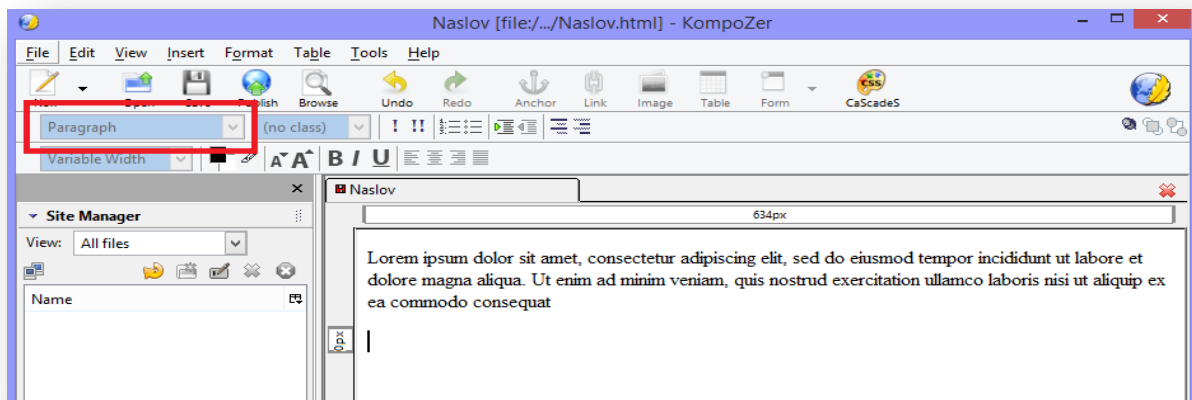 Naslov [file:/.../Naslov.html] - KompoZer
File Edit View Insert Format Table Tools Help
New Open Save Publish Browse Undo Redo Anchor Link Image Table Form CaScadeS
Paragraph (no class)
Variable Width A A B I U
Naslov
Site Manager
634px
View: All files
Name
Lorem ipsum dolor sit amet, consectetur adipiscing elit, sed do eiusmod tempor incididunt ut labore et
dolore magna aliqua. Ut enim ad minim veniam, quis nostrud exercitation ullamco laboris nisi ut aliquip ex
ea commodo consequat
0px